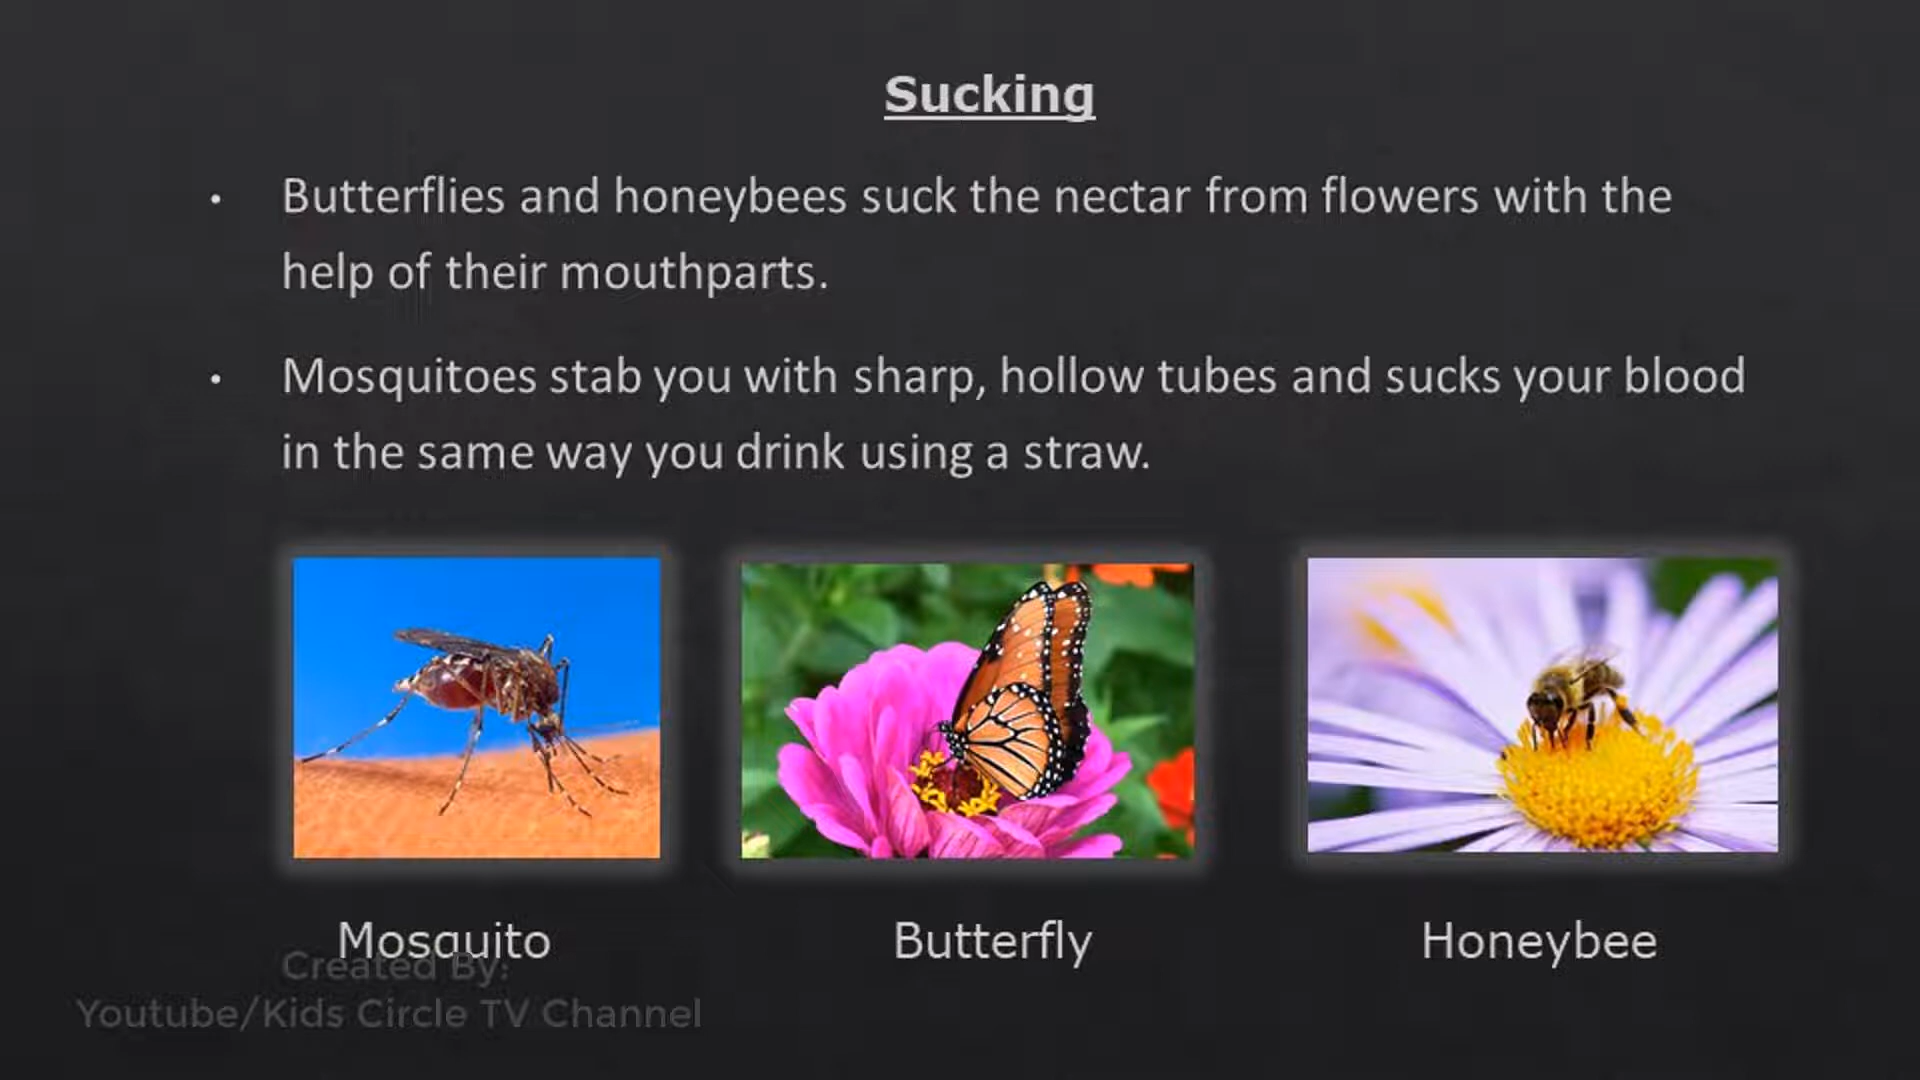 Sucking
• Butterflies and honeybees suck the nectar from flowers with the
help of their mouthparts.
• Mosquitoes stab you with sharp, hollow tubes and sucks your blood
in the same way you drink using a straw.
Mosquito
Butterfly
Honeybee
Created By:
Youtube/Kids Circle TV Channel